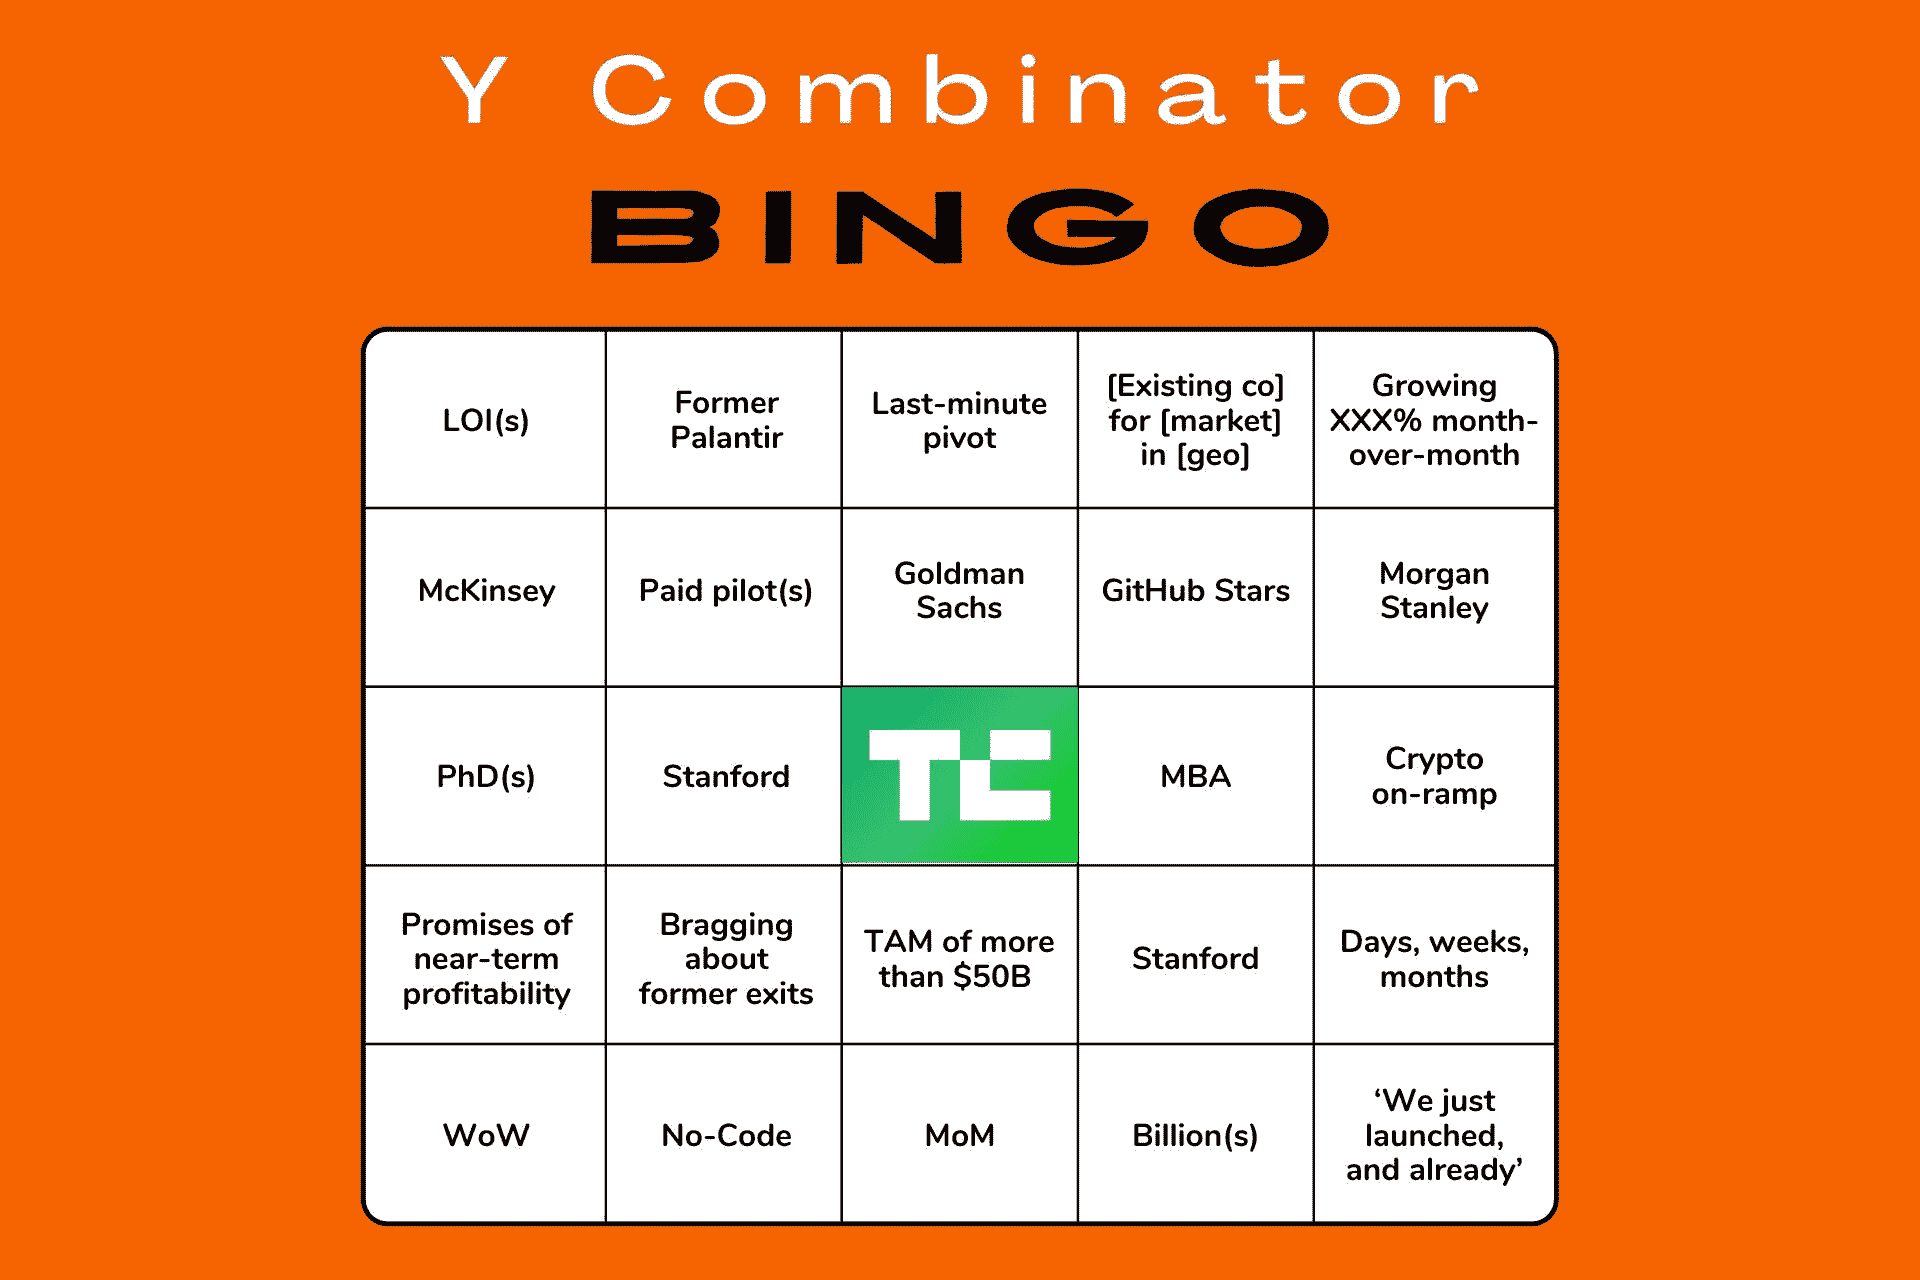 Y Combinator
BINGO
LOI(s)
Former
Palantir
Last-minute
pivot
[Existing co]
for [market]
in [geo]
Growing
XXX% month-
over-month
McKinsey
Paid pilot(s)
Goldman
Sachs
GitHub Stars
Morgan
Stanley
PhD(s)
Stanford
TC
MBA
Crypto
on-ramp
Promises of
near-term
profitability
Bragging
about
former exits
TAM of more
than $50B
Stanford
Days, weeks,
months
WoW
No-Code
MoM
Billion(s)
‘We just
launched,
and already’